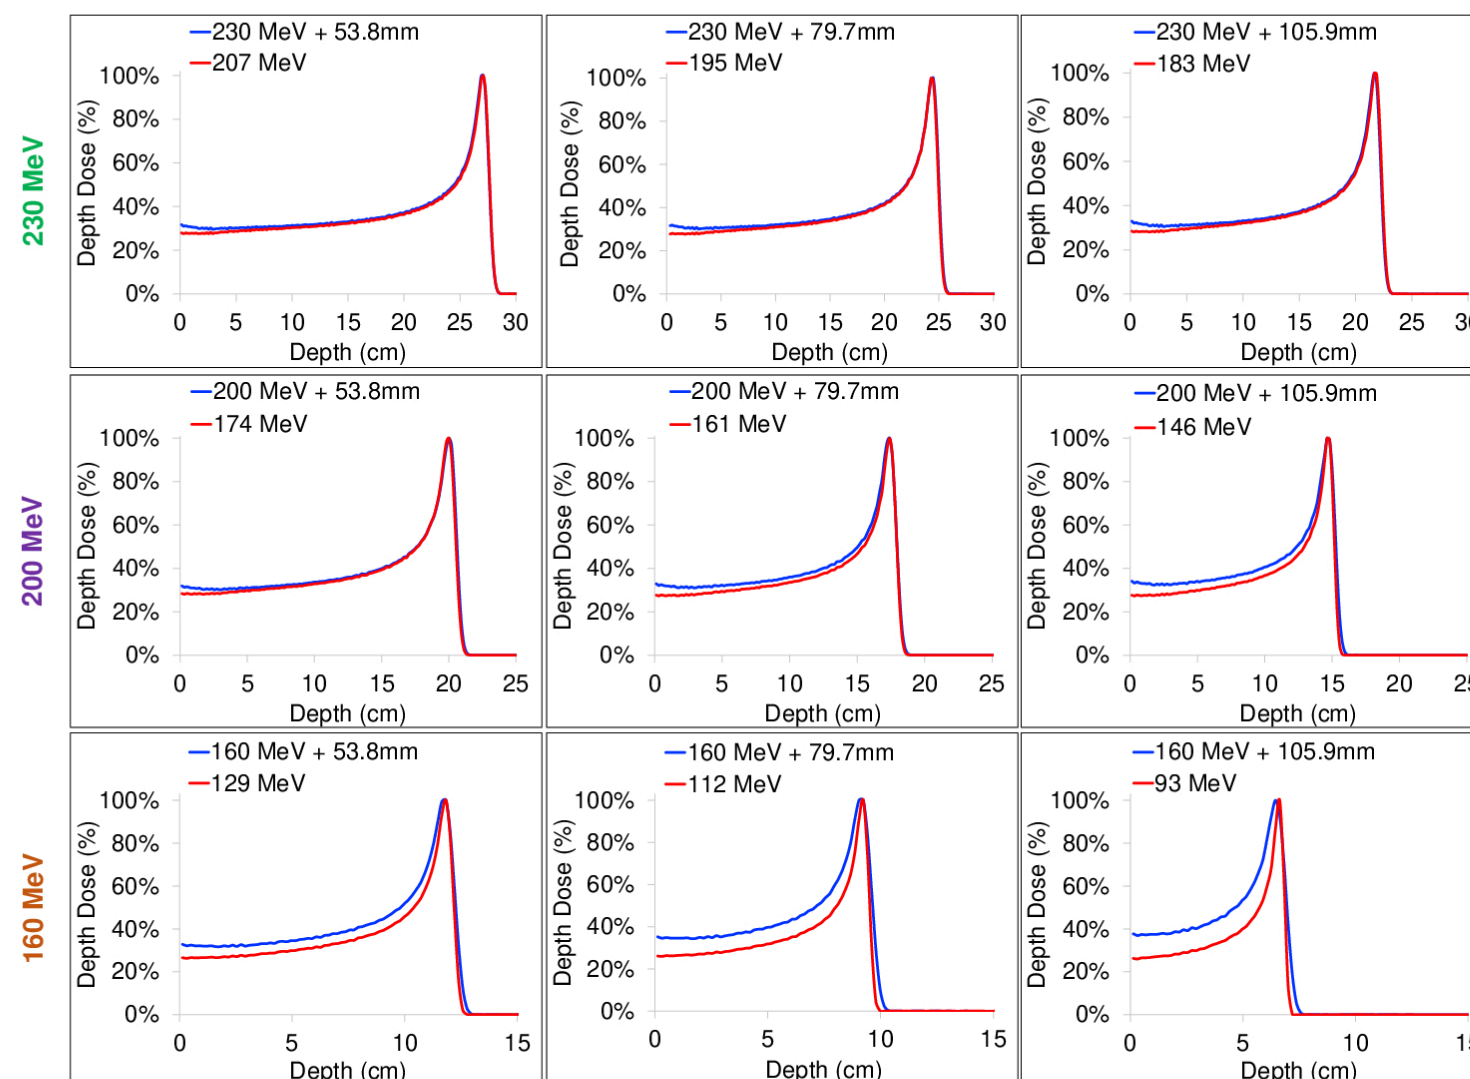 230 MeV
230 MeV + 53.8mm
207 MeV
Depth Dose (%)
100%
80%
60%
40%
20%
0%
0 5 10 15 20 25 30
Depth (cm)
230 MeV + 79.7mm
195 MeV
Depth Dose (%)
100%
80%
60%
40%
20%
0%
0 5 10 15 20 25 30
Depth (cm)
230 MeV + 105.9mm
183 MeV
Depth Dose (%)
100%
80%
60%
40%
20%
0%
0 5 10 15 20 25
Depth (cm)
200 MeV
200 MeV + 53.8mm
174 MeV
Depth Dose (%)
100%
80%
60%
40%
20%
0%
0 5 10 15 20 25
Depth (cm)
200 MeV + 79.7mm
161 MeV
Depth Dose (%)
100%
80%
60%
40%
20%
0%
0 5 10 15 20 25
Depth (cm)
200 MeV + 105.9mm
146 MeV
Depth Dose (%)
100%
80%
60%
40%
20%
0%
0 5 10 15 20
Depth (cm)
160 MeV
160 MeV + 53.8mm
129 MeV
Depth Dose (%)
100%
80%
60%
40%
20%
0%
0 5 10 15
Depth (cm)
160 MeV + 79.7mm
112 MeV
Depth Dose (%)
100%
80%
60%
40%
20%
0%
0 5 10 15
Depth (cm)
160 MeV + 105.9mm
93 MeV
Depth Dose (%)
100%
80%
60%
40%
20%
0%
0 5 10
Depth (cm)